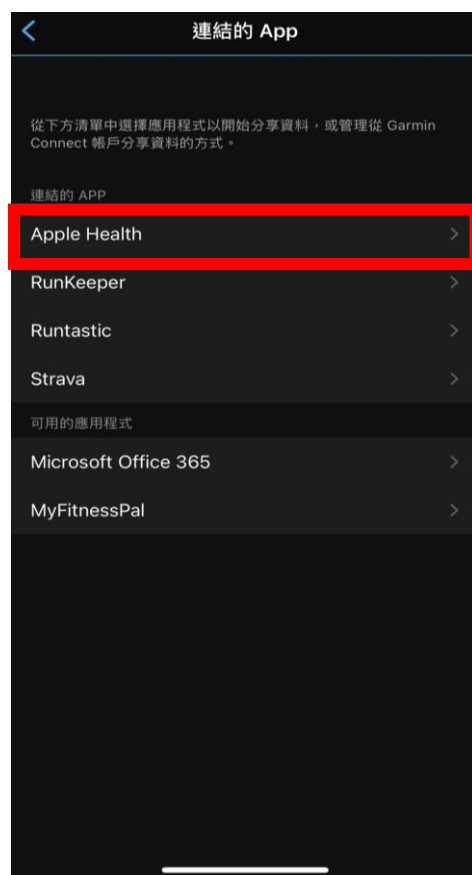 連結的 App
從下方清單中選擇應用程式以開始分享資料，或管理從 Garmin
Connect 帳戶分享資料的方式。
連結的 APP
Apple Health
RunKeeper
Runtastic
Strava
可用的應用程式
Microsoft Office 365
MyFitnessPal